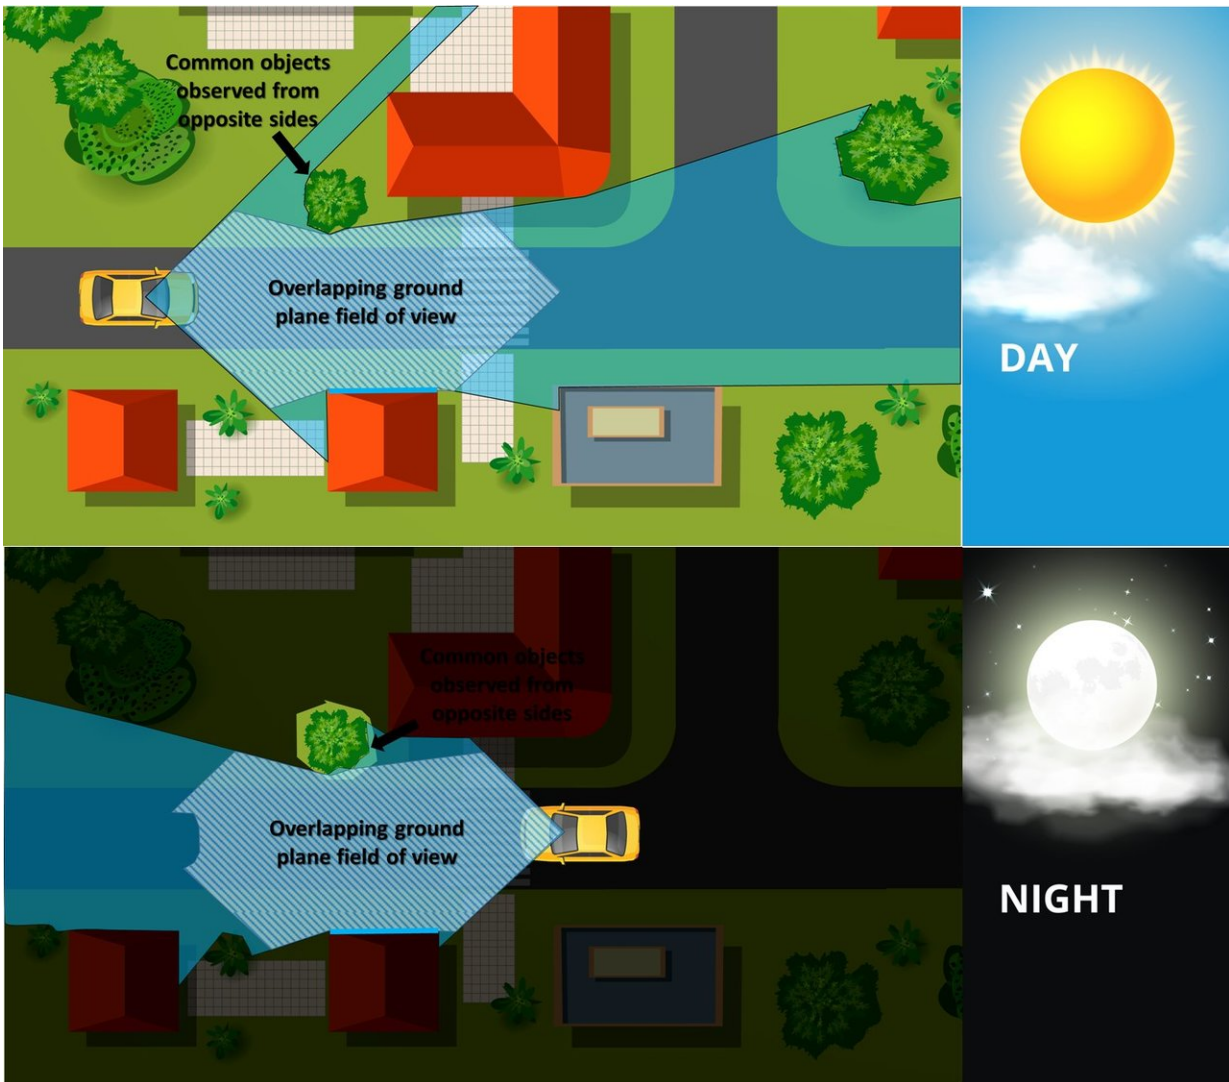 Common objects
observed from
opposite sides
Overlapping ground
plane field of view
DAY
Common objects
observed from
opposite sides
Overlapping ground
plane field of view
NIGHT